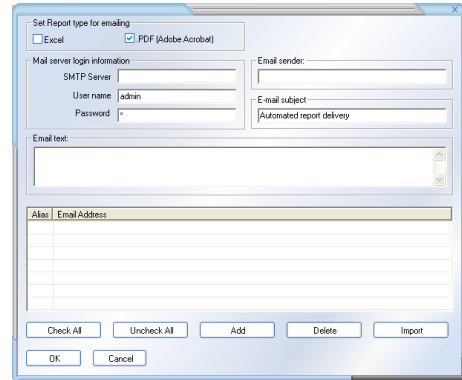 Set Report type for emailing
Excel
.PDF (Adobe Acrobat)
Mail server login information
SMTP Server
User name admin
Password ×
Email sender:
E-mail subject
Automated report delivery
Email text:
Alias Email Address
Check All Uncheck All Add Delete Import
OK Cancel